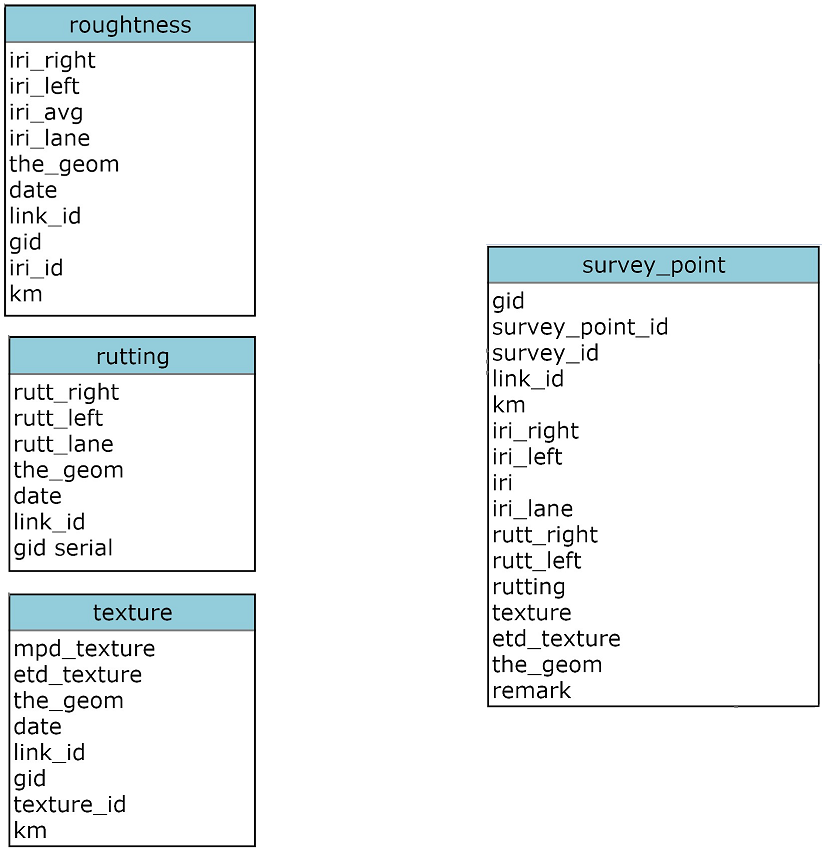 roughtness
iri_right
iri_left
iri_avg
iri_lane
the_geom
date
link_id
gid
iri_id
km
rutting
rutt_right
rutt_left
rutt_lane
the_geom
date
link_id
gid serial
texture
mpd_texture
etd_texture
the_geom
date
link_id
gid
texture_id
km
survey_point
gid
survey_point_id
survey_id
link_id
km
iri_right
iri_left
iri
iri_lane
rutt_right
rutt_left
rutting
texture
etd_texture
the_geom
remark